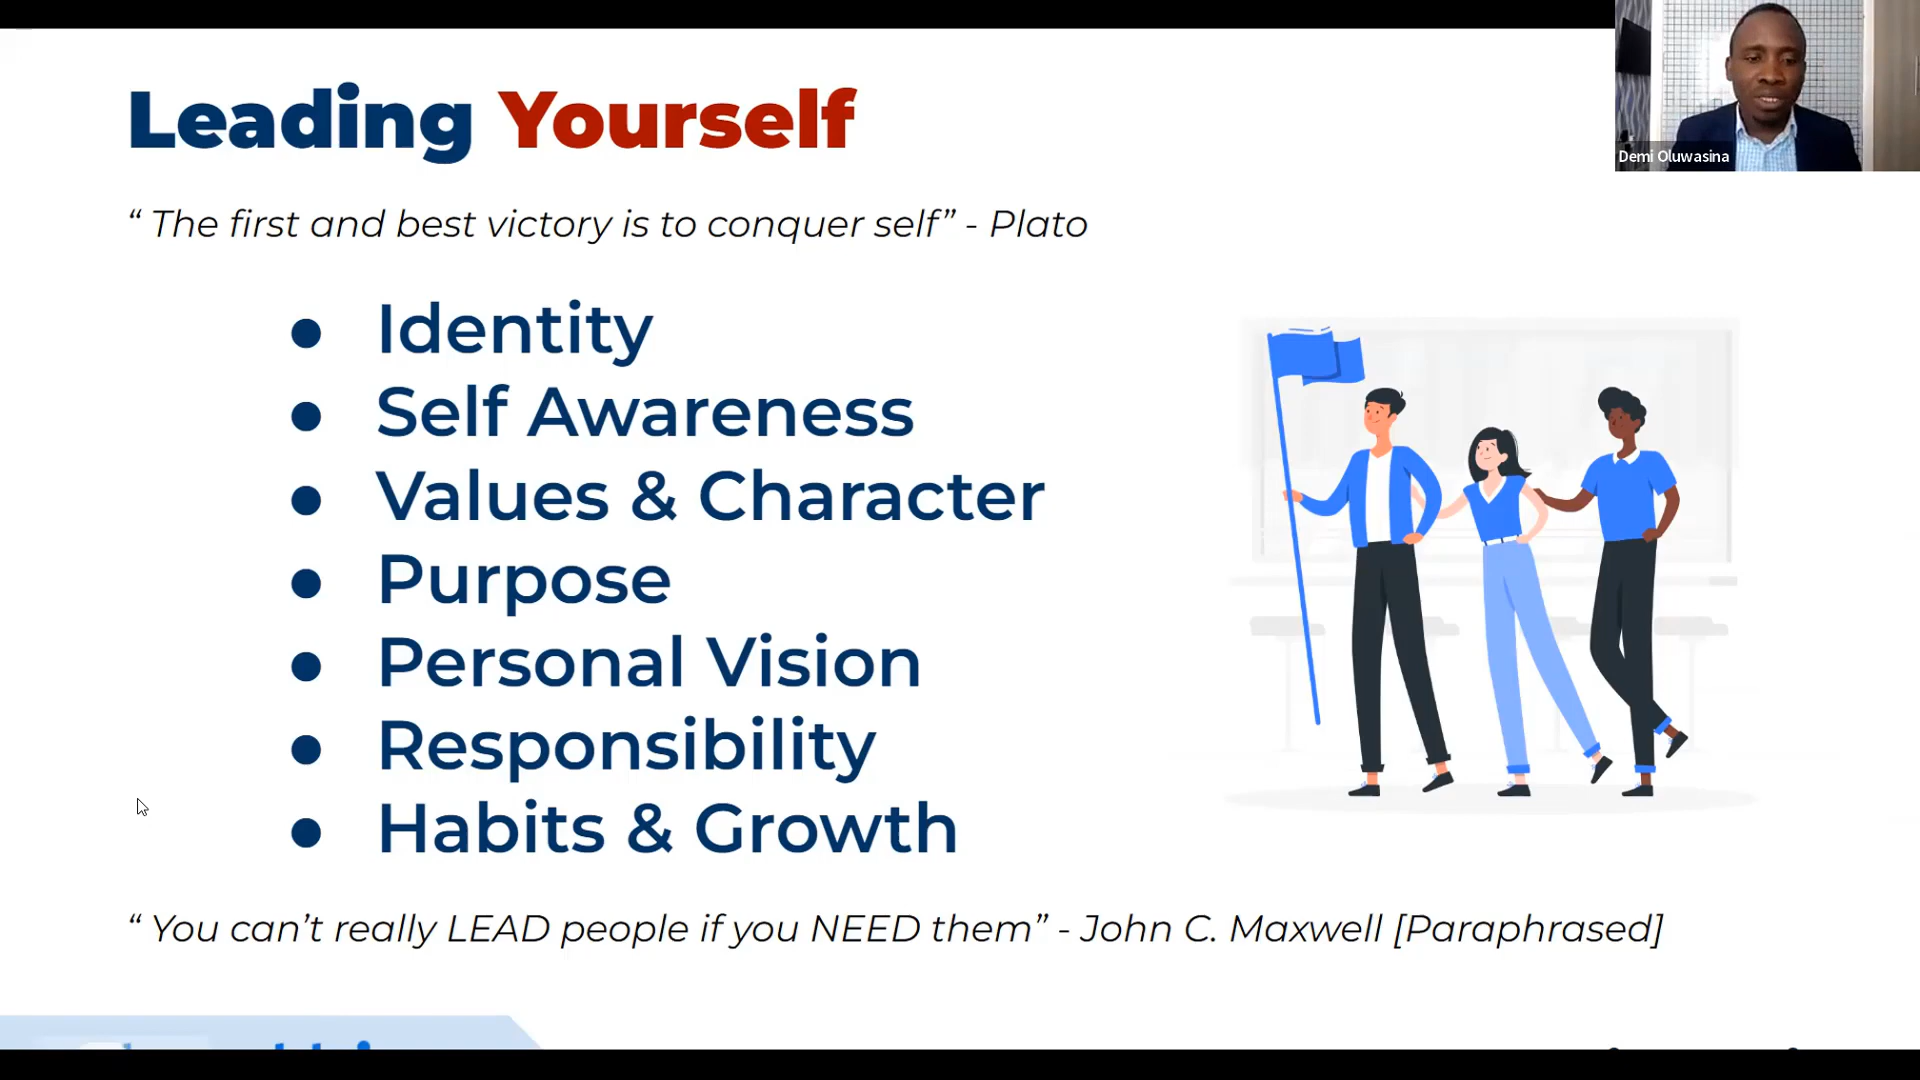 Leading Yourself
Demi Oluwasina
“ The first and best victory is to conquer self” - Plato
● Identity
● Self Awareness
● Values & Character
● Purpose
● Personal Vision
● Responsibility
● Habits & Growth
“ You can’t really LEAD people if you NEED them” - John C. Maxwell [Paraphrased]